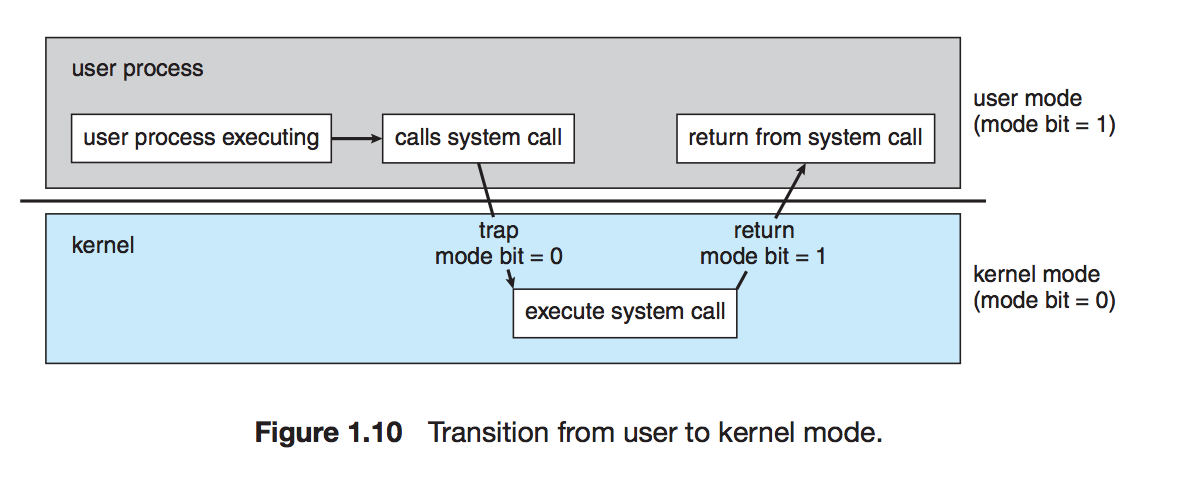 user process
user process executing
calls system call
return from system call
user mode
(mode bit = 1)
kernel
trap
mode bit = 0
return
mode bit = 1
execute system call
kernel mode
(mode bit = 0)
Figure 1.10 Transition from user to kernel mode.